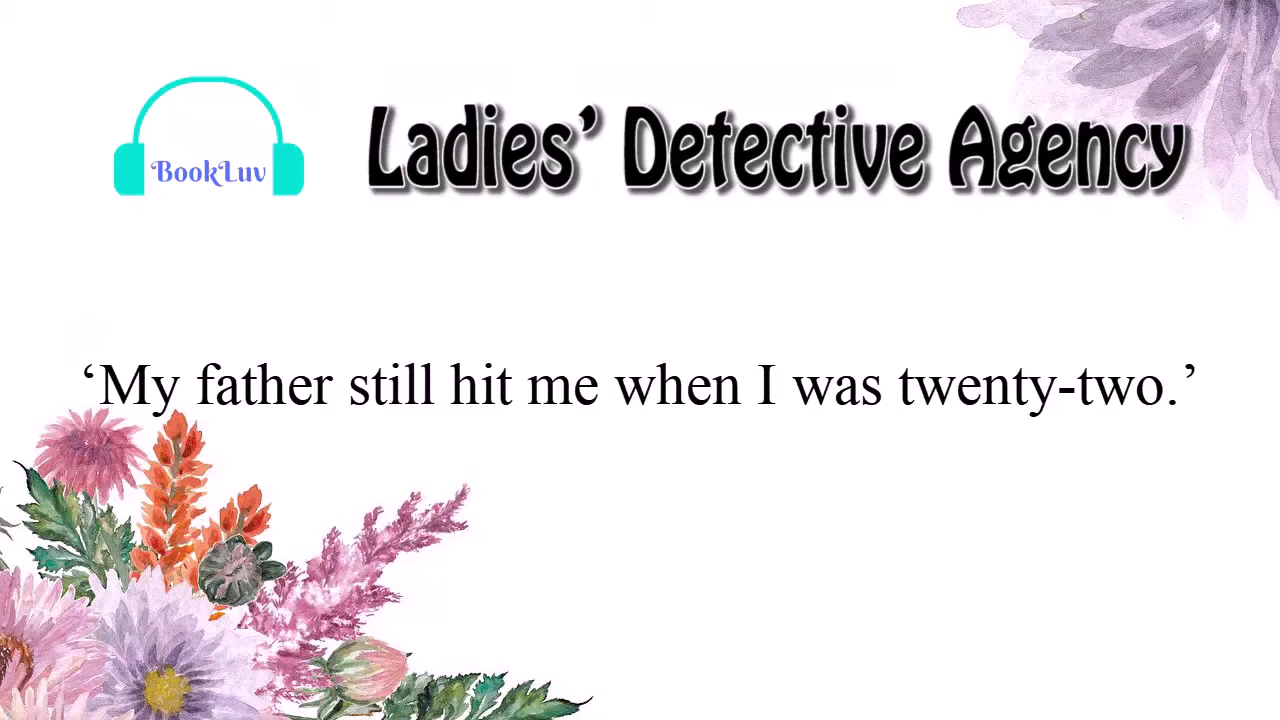 BookLuv
Ladies’ Detective Agency
‘My father still hit me when I was twenty-two.’